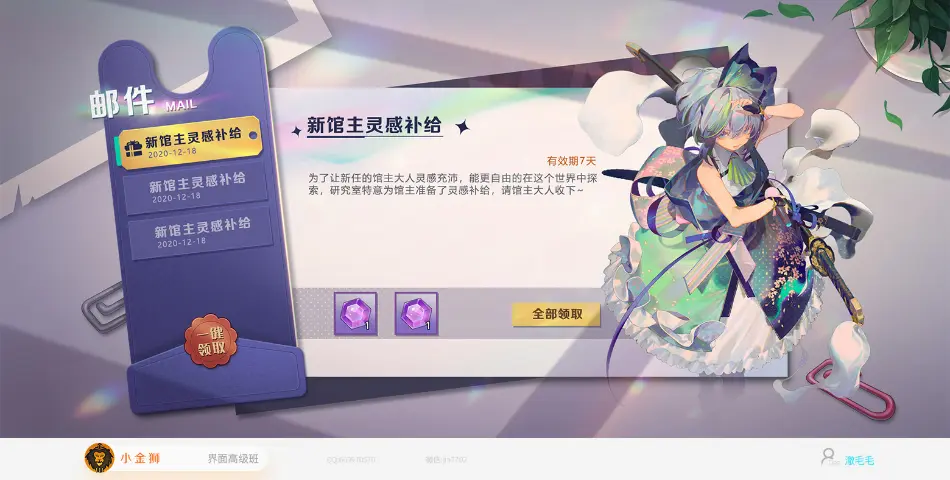 邮件 MAIL
新馆主灵感补给
2020-12-18
新馆主灵感补给
2020-12-18
新馆主灵感补给
2020-12-18
一健
领取
新馆主灵感补给
有效期7天
为了让新任的馆主大人灵感充沛，能更自由的在这个世界中探
索，研究室特意为馆主准备了灵感补给，请馆主大人收下~
1
1
全部领取
小金狮
界面高级班
潋毛毛